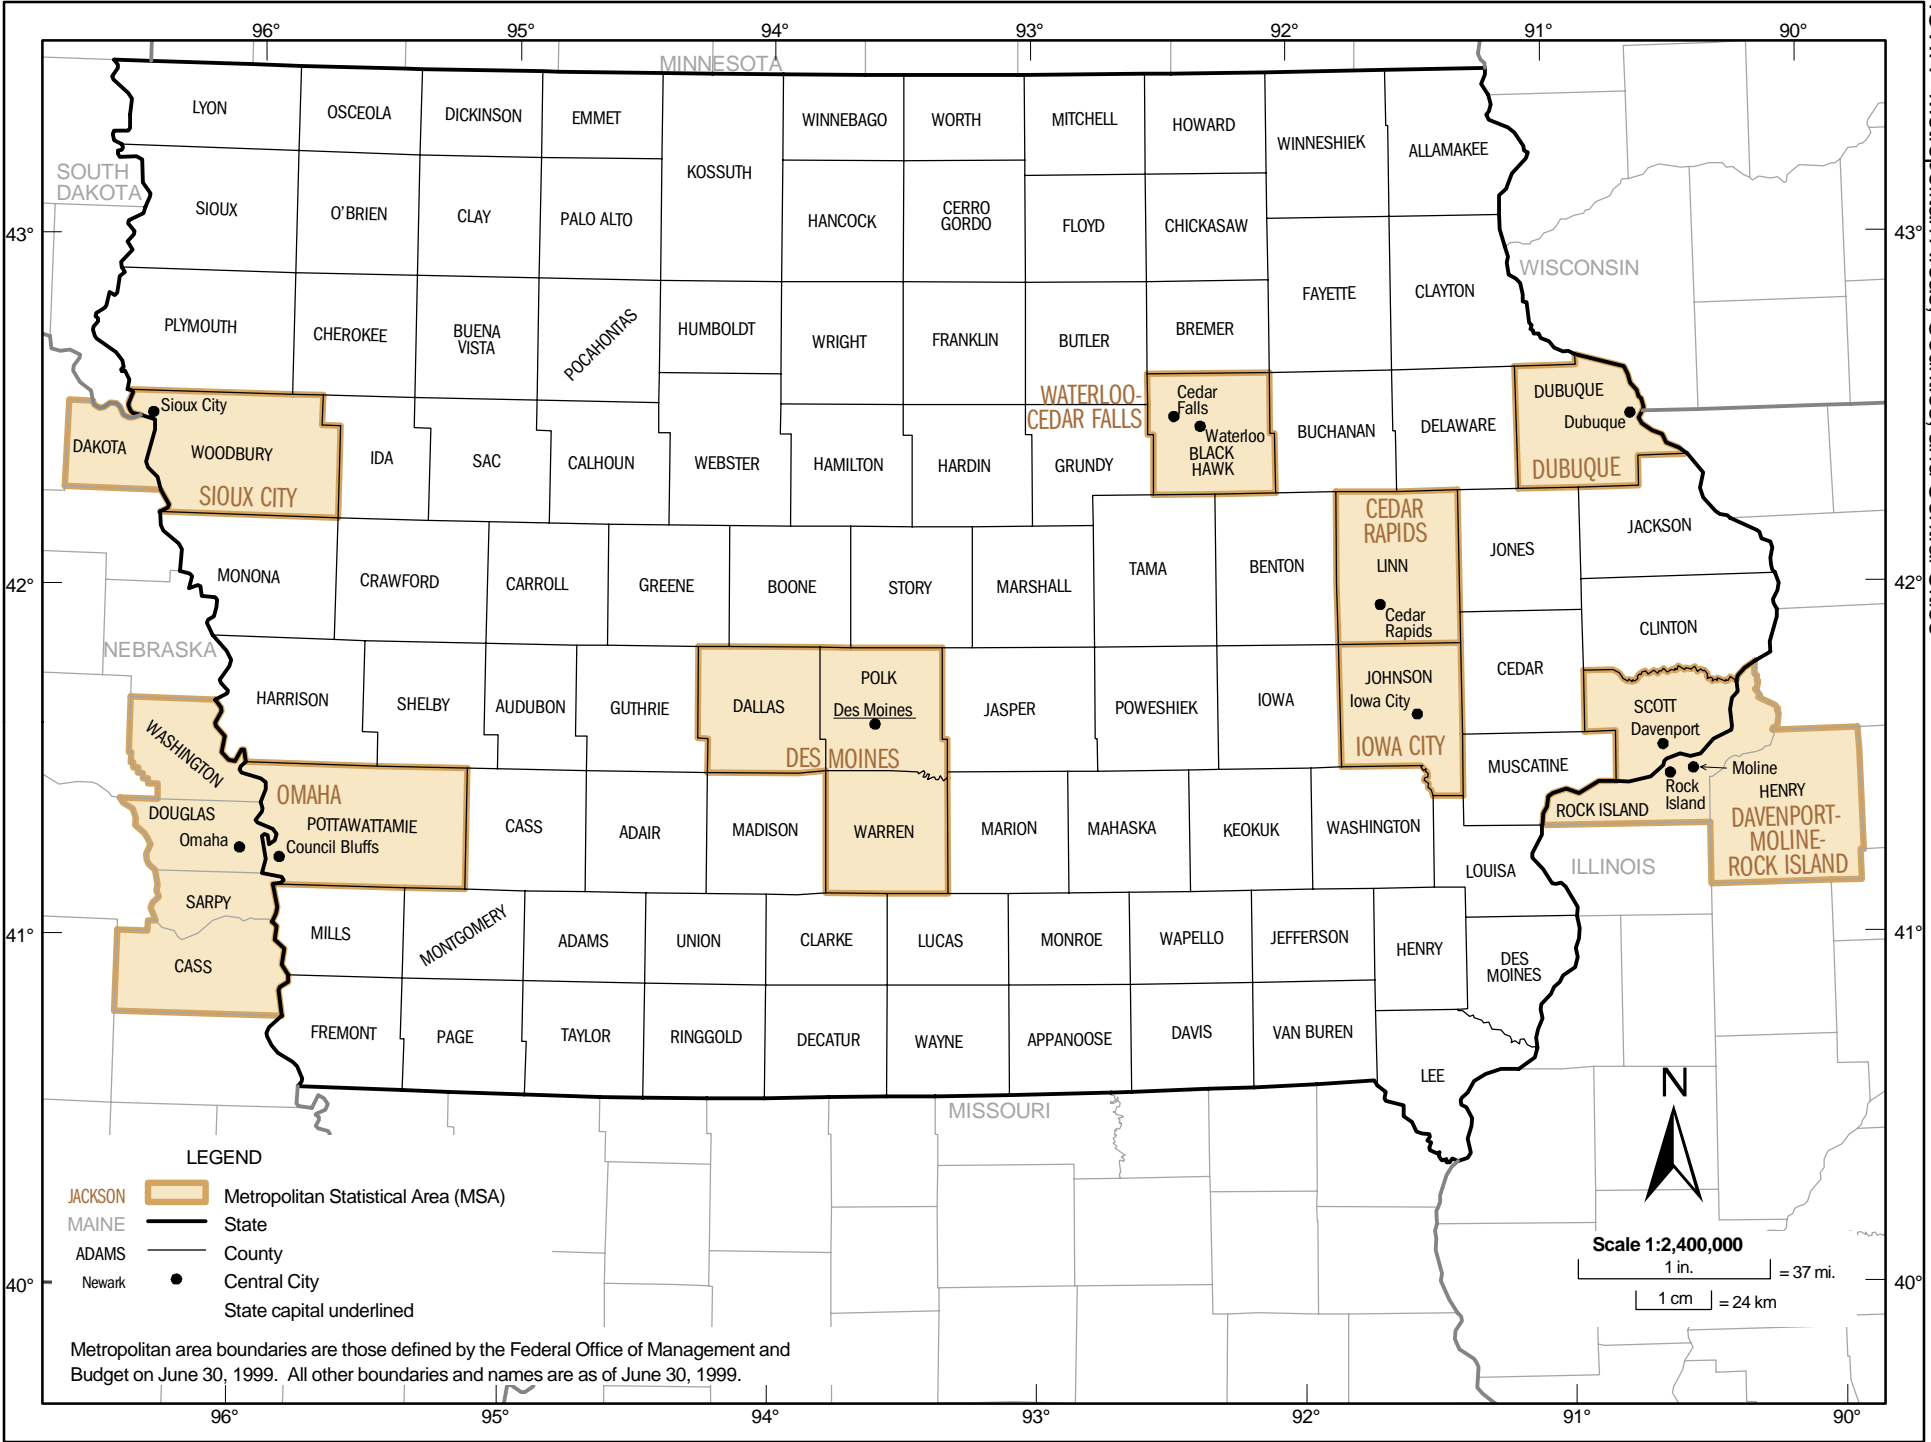 96°
95°
94°
93°
92°
91°
90°
MINNESOTA
LYON
OSCEOLA
DICKINSON
EMMET
WINNEBAGO
WORTH
MITCHELL
HOWARD
WINNESHIEK
ALLAMAKEE
KOSSUTH
SOUTH
DAKOTA
SIOUX
O'BRIEN
CLAY
PALO ALTO
HANCOCK
CERRO
GORDO
FLOYD
CHICKASAW
43°
43°
WISCONSIN
FAYETTE
CLAYTON
PLYMOUTH
CHEROKEE
BUENA
VISTA
POCAHONTAS
HUMBOLDT
WRIGHT
FRANKLIN
BUTLER
BREMER
WATERLOO-
CEDAR FALLS
Cedar
Falls
Waterloo
BLACK
HAWK
DUBUQUE
Dubuque
DUBUQUE
Sioux City
DAKOTA
WOODBURY
SIOUX CITY
IDA
SAC
CALHOUN
WEBSTER
HAMILTON
HARDIN
GRUNDY
BUCHANAN
DELAWARE
CEDAR
RAPIDS
LINN
Cedar
Rapids
JONES
JACKSON
42°
42°
MONONA
CRAWFORD
CARROLL
GREENE
BOONE
STORY
MARSHALL
TAMA
BENTON
CLINTON
NEBRASKA
HARRISON
SHELBY
AUDUBON
GUTHRIE
DALLAS
POLK
Des Moines
DES MOINES
JASPER
POWESHIEK
IOWA
JOHNSON
Iowa City
IOWA CITY
CEDAR
SCOTT
Davenport
MUSCATINE
Moline
Rock
Island
HENRY
ROCK ISLAND
DAVENPORT-
MOLINE-
ROCK ISLAND
WASHINGTON
DOUGLAS
Omaha
OMAHA
POTTAWATTAMIE
Council Bluffs
CASS
ADAIR
MADISON
WARREN
MARION
MAHASKA
KEOKUK
WASHINGTON
LOUISA
ILLINOIS
SARPY
CASS
41°
41°
MILLS
MONTGOMERY
ADAMS
UNION
CLARKE
LUCAS
MONROE
WAPELLO
JEFFERSON
HENRY
DES
MOINES
FREMONT
PAGE
TAYLOR
RINGGOLD
DECATUR
WAYNE
APPANOOSE
DAVIS
VAN BUREN
LEE
MISSOURI
N
LEGEND
JACKSON Metropolitan Statistical Area (MSA)
MAINE State
ADAMS County
Newark Central City
State capital underlined
40°
40°
Scale 1:2,400,000
1 in. = 37 mi.
1 cm = 24 km
Metropolitan area boundaries are those defined by the Federal Office of Management and
Budget on June 30, 1999. All other boundaries and names are as of June 30, 1999.
96°
95°
94°
93°
92°
91°
90°